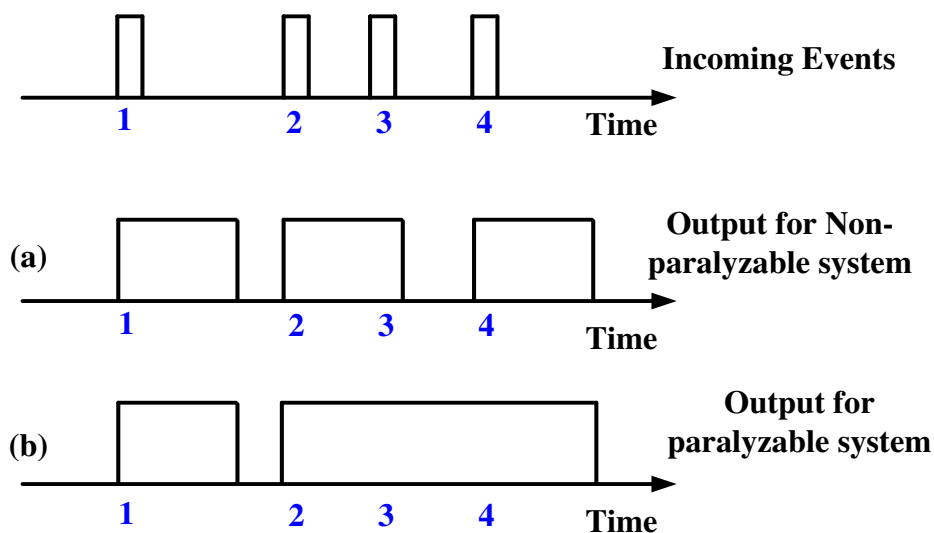 Incoming Events
1 2 3 4
Time
Output for Non-
paralyzable system
(a)
1 2 3 4
Time
Output for
paralyzable system
(b)
1 2 3 4
Time